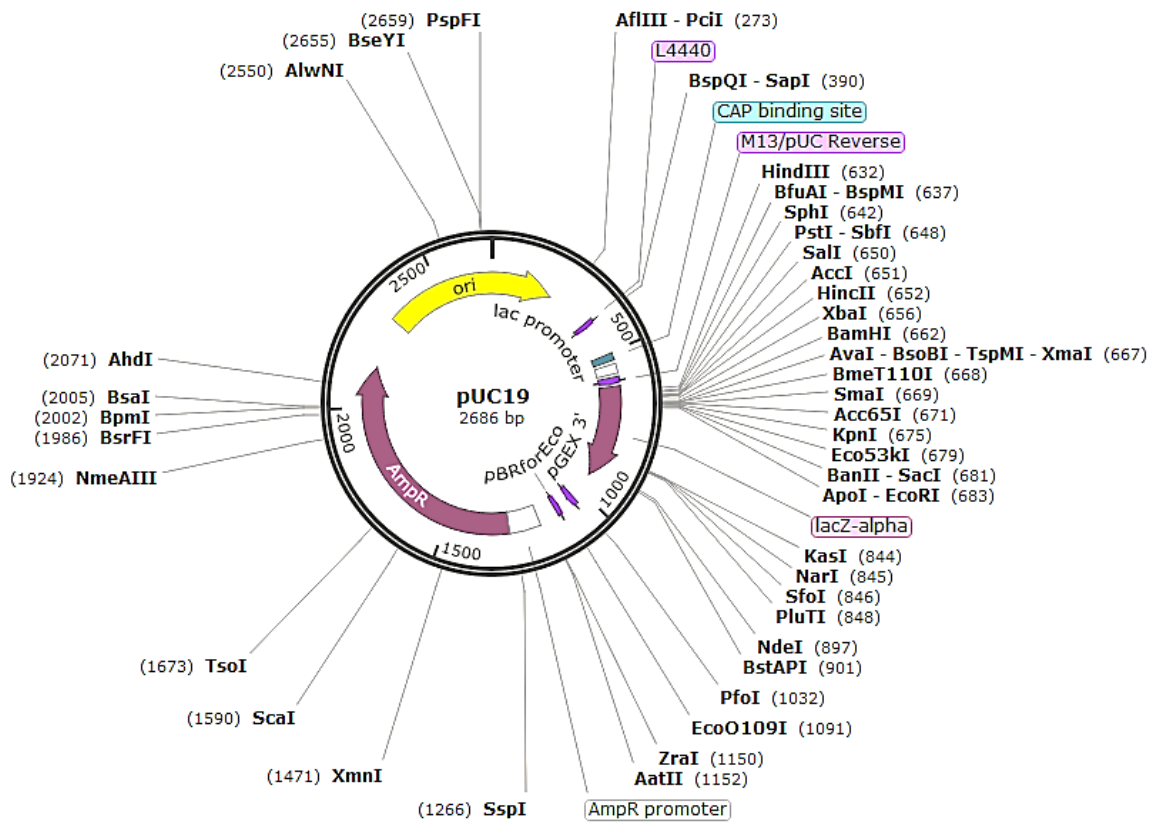 (2659) PspFI
(2655) BseYI
(2550) AlwNI
AflIII - PciI (273)
L4440
BspQI - SapI (390)
CAP binding site
M13/pUC Reverse
HindIII (632)
BfuAI - BspMI (637)
SphI (642)
PstI - SbfI (648)
SalI (650)
AccI (651)
HincII (652)
XbaI (656)
BamHI (662)
AvaI - BsoBI - TspMI - XmaI (667)
BmeT110I (668)
SmaI (669)
Acc65I (671)
KpnI (675)
Eco53kI (679)
BanII - SacI (681)
ApoI - EcoRI (683)
lacZ-alpha
KasI (844)
NarI (845)
SfoI (846)
PluTI (848)
NdeI (897)
BstAPI (901)
PfoI (1032)
EcoO109I (1091)
ZraI (1150)
AatII (1152)
AmpR promoter
(1266) SspI
(1471) XmnI
(1590) ScaI
(1673) TsoI
(1924) NmeAIII
(1986) BsrFI
(2002) BpmI
(2005) BsaI
(2071) AhdI
2500
ori
lac promoter
500
pUC19
2686 bp
2000
AmpR
pBRforEco
pGEX 3'
1000
1500